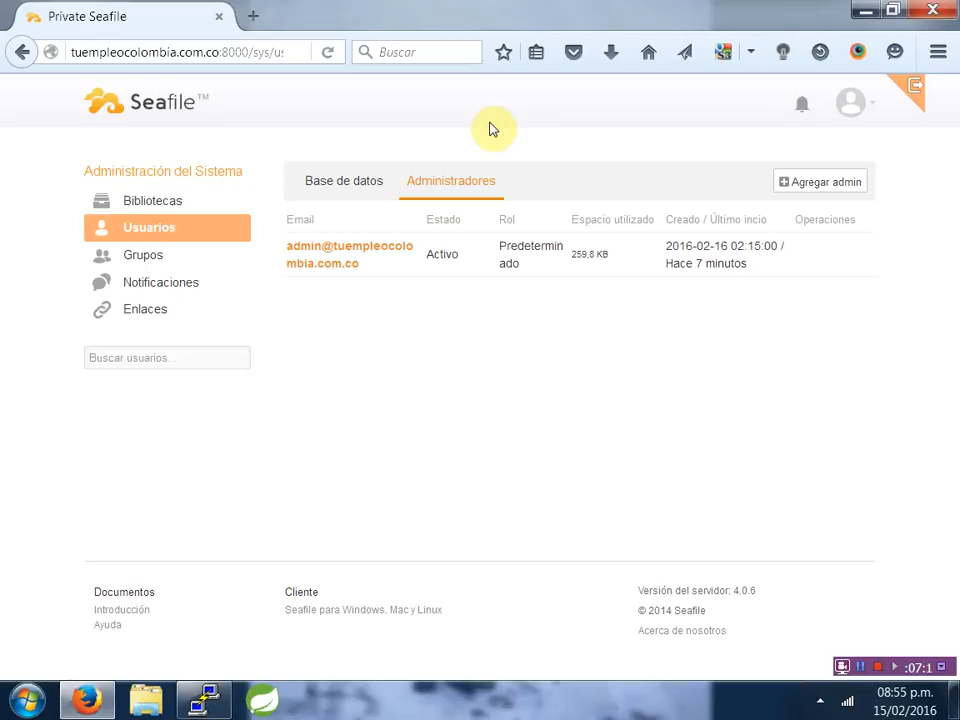 Private Seafile
tuempleocolombia.com.co:8000/sys/us
Buscar
Seafile™
Administración del Sistema
Bibliotecas
Usuarios
Grupos
Notificaciones
Enlaces
Buscar usuarios...
Base de datos
Administradores
Agregar admin
Email
Estado
Rol
Espacio utilizado
Creado / Último incio
Operaciones
admin@tuempleocolo
mbia.com.co
Activo
Predetermin
ado
259,8 KB
2016-02-16 02:15:00 /
Hace 7 minutos
Documentos
Introducción
Ayuda
Cliente
Seafile para Windows, Mac y Linux
Versión del servidor: 4.0.6
© 2014 Seafile
Acerca de nosotros
:07:1
08:55 p.m.
15/02/2016